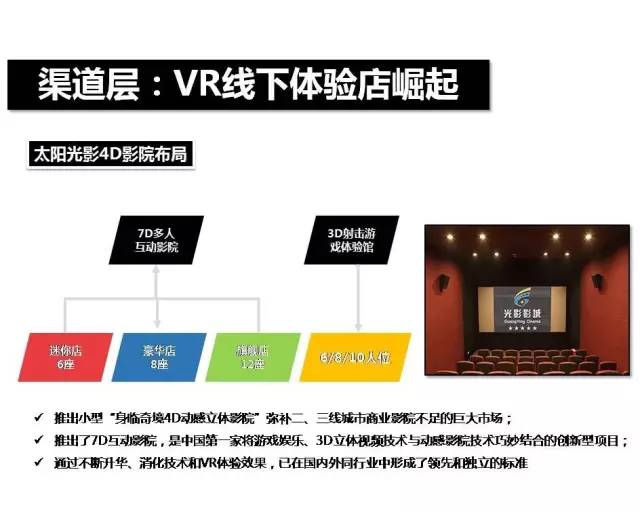 渠道层：VR线下体验店崛起
太阳光影4D影院布局
7D多人
互动影院
3D射击游
戏体验馆
光影影城
GuangYing Cinema
★★★★★
迷你店
6座
豪华店
8座
旗舰店
12座
6/8/10人位
✓ 推出小型“身临奇境4D动感立体影院”弥补二、三线城市商业影院不足的巨大市场；
✓ 推出了7D互动影院，是中国第一家将游戏娱乐、3D立体视频技术与动感影院技术巧妙结合的创新型项目；
✓ 通过不断升华、消化技术和VR体验效果，已在国内外同行业中形成了领先和独立的标准